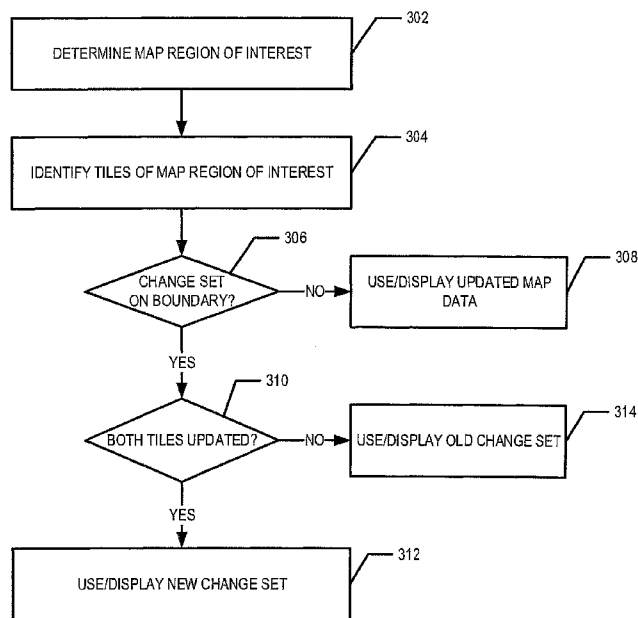 302
DETERMINE MAP REGION OF INTEREST
304
IDENTIFY TILES OF MAP REGION OF INTEREST
306
CHANGE SET
ON BOUNDARY?
NO
308
USE/DISPLAY UPDATED MAP
DATA
YES
310
BOTH TILES UPDATED?
NO
314
USE/DISPLAY OLD CHANGE SET
YES
312
USE/DISPLAY NEW CHANGE SET